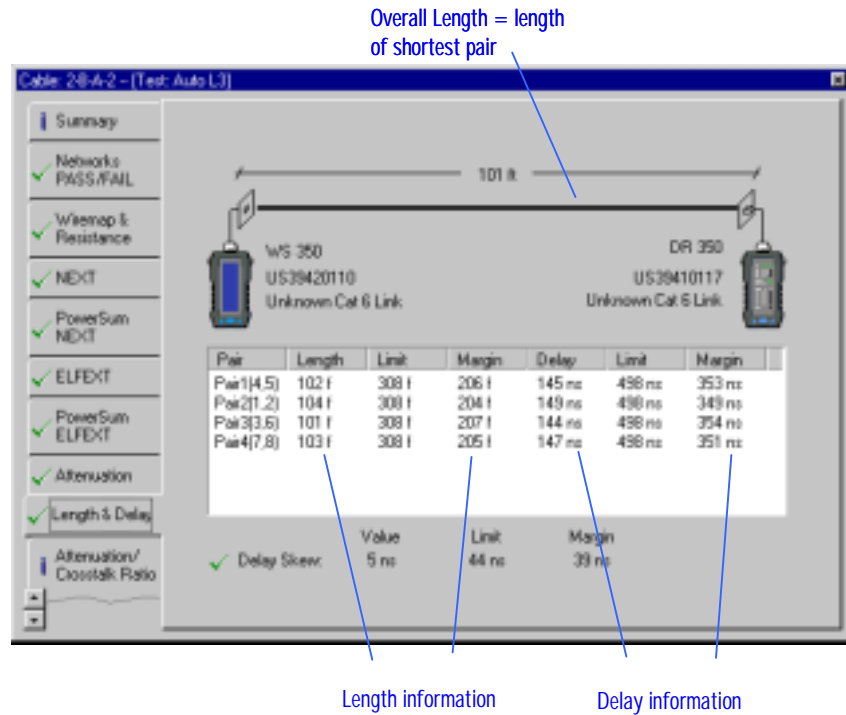 Overall Length = length
of shortest pair
Cable: 2-8-A-2 - [Test: Auto L3]
Summary
Networks
PASS/FAIL
Wiremap &
Resistance
NEXT
PowerSum
NEXT
ELFEXT
PowerSum
ELFEXT
Attenuation
Length & Delay
Attenuation/
Crosstalk Ratio
101 ft
WS 350
US39420110
Unknown Cat 6 Link
DR 350
US39410117
Unknown Cat 6 Link
Pair Length Limit Margin Delay Limit Margin
Pair1(4,5) 102 f 308 f 206 f 145 ns 498 ns 353 ns
Pair2(1,2) 104 f 308 f 204 f 149 ns 498 ns 349 ns
Pair3(3,6) 101 f 308 f 207 f 144 ns 498 ns 354 ns
Pair4(7,8) 103 f 308 f 205 f 147 ns 498 ns 351 ns
Value Limit Margin
Delay Skew: 5 ns 44 ns 39 ns
Length information
Delay information